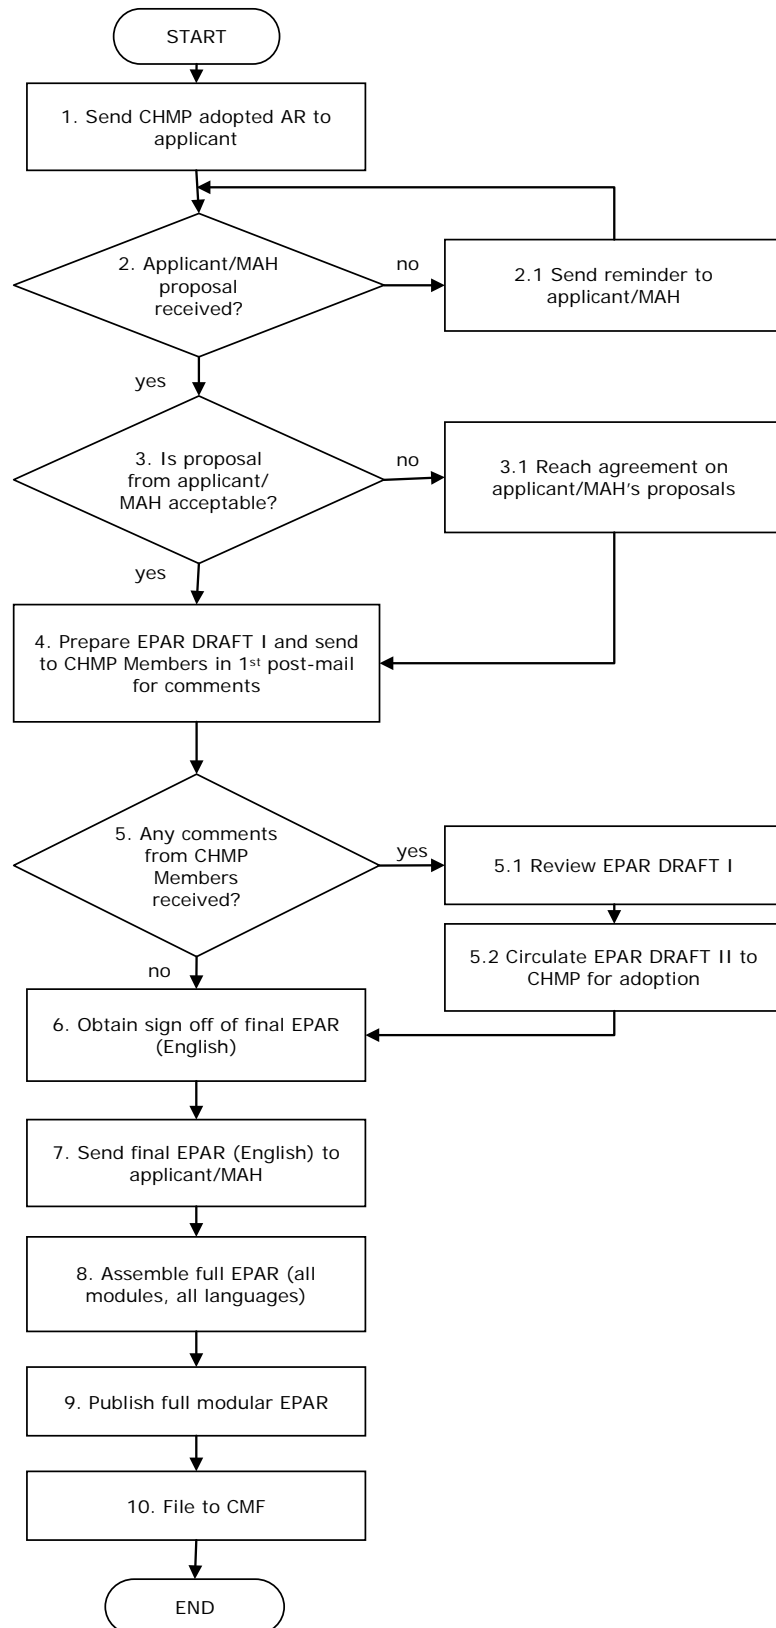 START
1. Send CHMP adopted AR to
applicant
2. Applicant/MAH
proposal
received?
no
2.1 Send reminder to
applicant/MAH
yes
3. Is proposal
from applicant/
MAH acceptable?
no
3.1 Reach agreement on
applicant/MAH’s proposals
yes
4. Prepare EPAR DRAFT I and send
to CHMP Members in 1st post-mail
for comments
5. Any comments
from CHMP
Members
received?
yes
5.1 Review EPAR DRAFT I
5.2 Circulate EPAR DRAFT II to
CHMP for adoption
no
6. Obtain sign off of final EPAR
(English)
7. Send final EPAR (English) to
applicant/MAH
8. Assemble full EPAR (all
modules, all languages)
9. Publish full modular EPAR
10. File to CMF
END